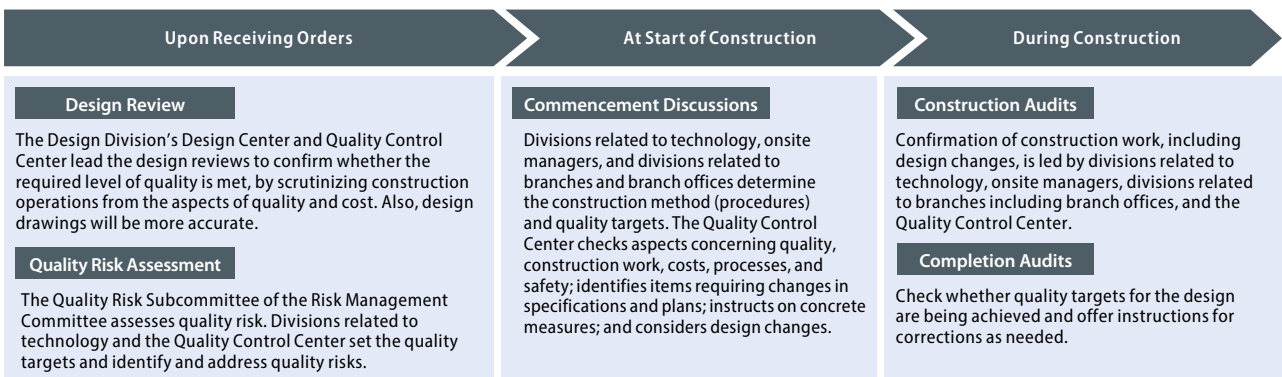 Upon Receiving Orders
At Start of Construction
During Construction
Design Review
The Design Division’s Design Center and Quality Control
Center lead the design reviews to confirm whether the
required level of quality is met, by scrutinizing construction
operations from the aspects of quality and cost. Also, design
drawings will be more accurate.
Quality Risk Assessment
The Quality Risk Subcommittee of the Risk Management
Committee assesses quality risk. Divisions related to
technology and the Quality Control Center set the quality
targets and identify and address quality risks.
Commencement Discussions
Divisions related to technology, onsite
managers, and divisions related to
branches and branch offices determine
the construction method (procedures)
and quality targets. The Quality Control
Center checks aspects concerning quality,
construction work, costs, processes, and
safety; identifies items requiring changes in
specifications and plans; instructs on concrete
measures; and considers design changes.
Construction Audits
Confirmation of construction work, including
design changes, is led by divisions related to
technology, onsite managers, divisions related
to branches including branch offices, and the
Quality Control Center.
Completion Audits
Check whether quality targets for the design
are being achieved and offer instructions for
corrections as needed.